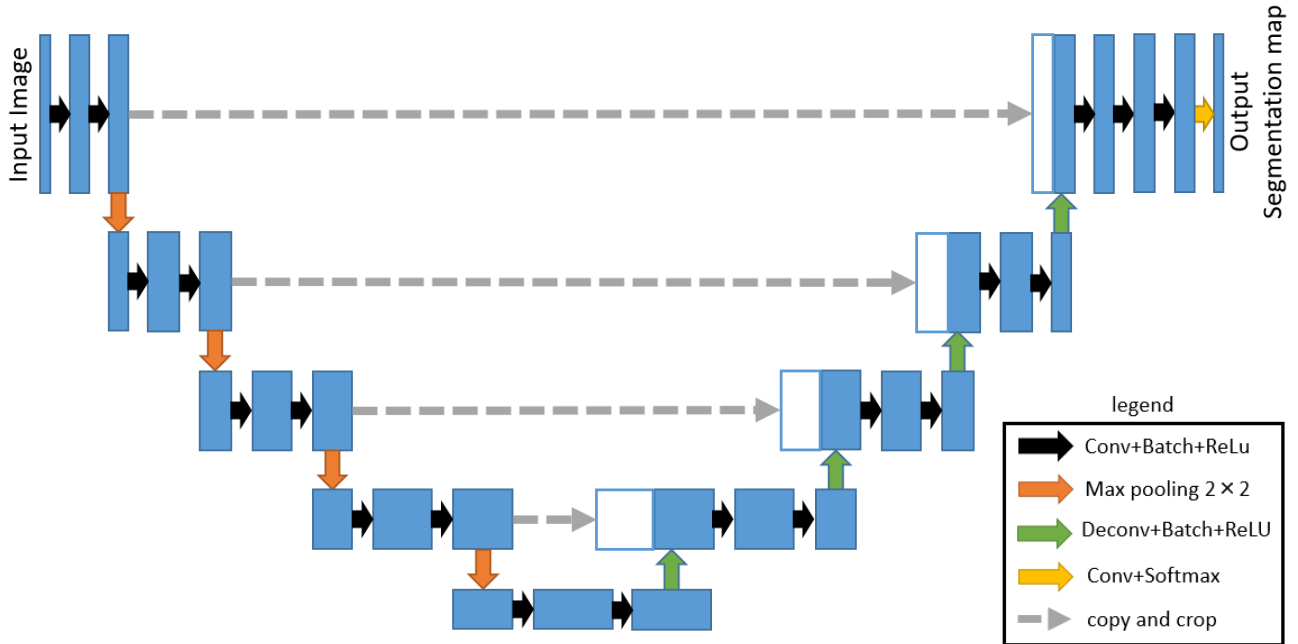 Input Image
Output
Segmentation map
legend
Conv+Batch+ReLu
Max pooling 2×2
Deconv+Batch+ReLU
Conv+Softmax
copy and crop